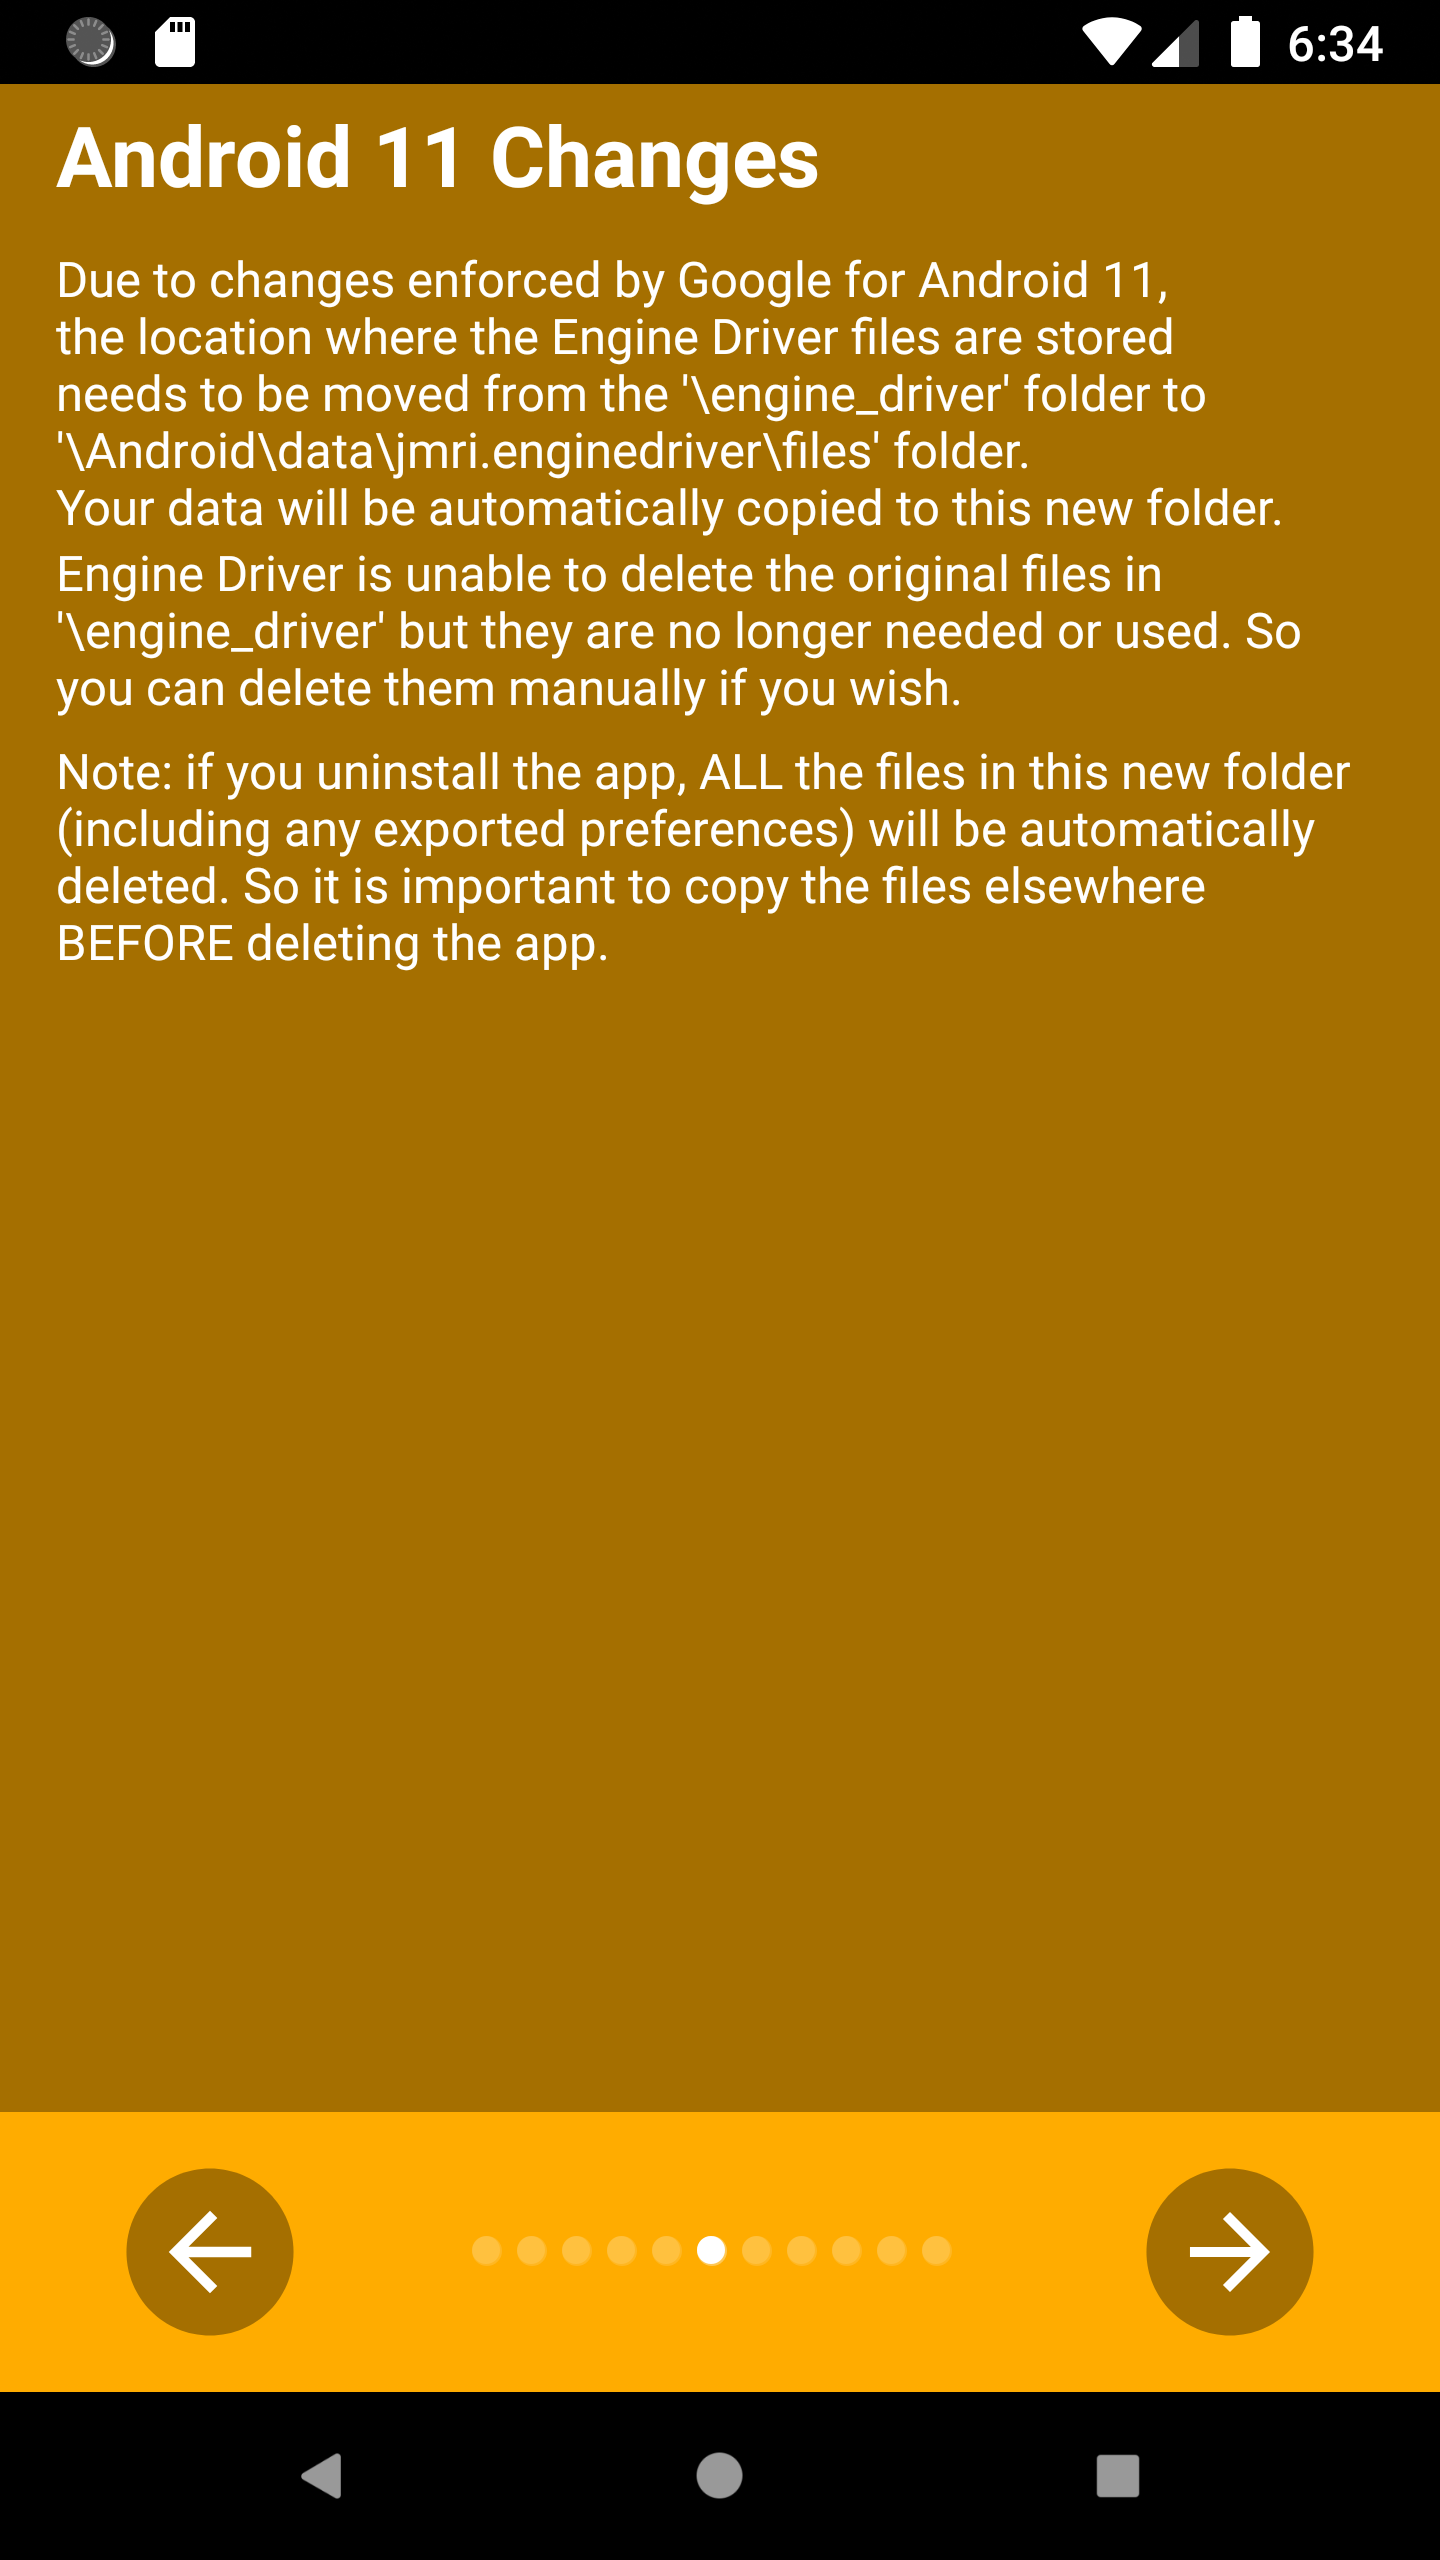 6:34
Android 11 Changes
Due to changes enforced by Google for Android 11,
the location where the Engine Driver files are stored
needs to be moved from the '\engine_driver' folder to
'\Android\data\jmri.enginedriver\files' folder.
Your data will be automatically copied to this new folder.
Engine Driver is unable to delete the original files in
'\engine_driver' but they are no longer needed or used. So
you can delete them manually if you wish.
Note: if you uninstall the app, ALL the files in this new folder
(including any exported preferences) will be automatically
deleted. So it is important to copy the files elsewhere
BEFORE deleting the app.